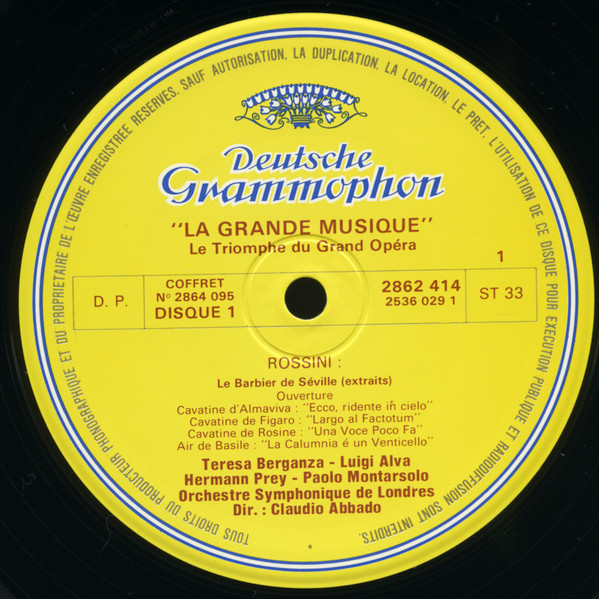 TOUS DROITS DU PRODUCTEUR PHONOGRAPHIQUE ET DU PROPRIETAIRE DE L'ŒUVRE ENREGISTREE RESERVES. SAUF AUTORISATION, LA DUPLICATION, LA LOCATION, LE PRET, L'UTILISATION DE CE DISQUE POUR EXECUTION PUBLIQUE ET RADIODIFFUSION SONT INTERDITS.
Deutsche
Grammophon
"LA GRANDE MUSIQUE"
Le Triomphe du Grand Opéra
1
D. P.
COFFRET
Nº 2864 095
DISQUE 1
2862 414
2536 029 1
ST 33
ROSSINI :
Le Barbier de Séville (extraits)
Ouverture
Cavatine d'Almaviva : "Ecco, ridente in cielo"
Cavatine de Figaro : "Largo al Factotum"
Cavatine de Rosine : "Una Voce Poco Fa"
Air de Basile : "La Calumnia é un Venticello"
Teresa Berganza - Luigi Alva
Hermann Prey - Paolo Montarsolo
Orchestre Symphonique de Londres
Dir. : Claudio Abbado